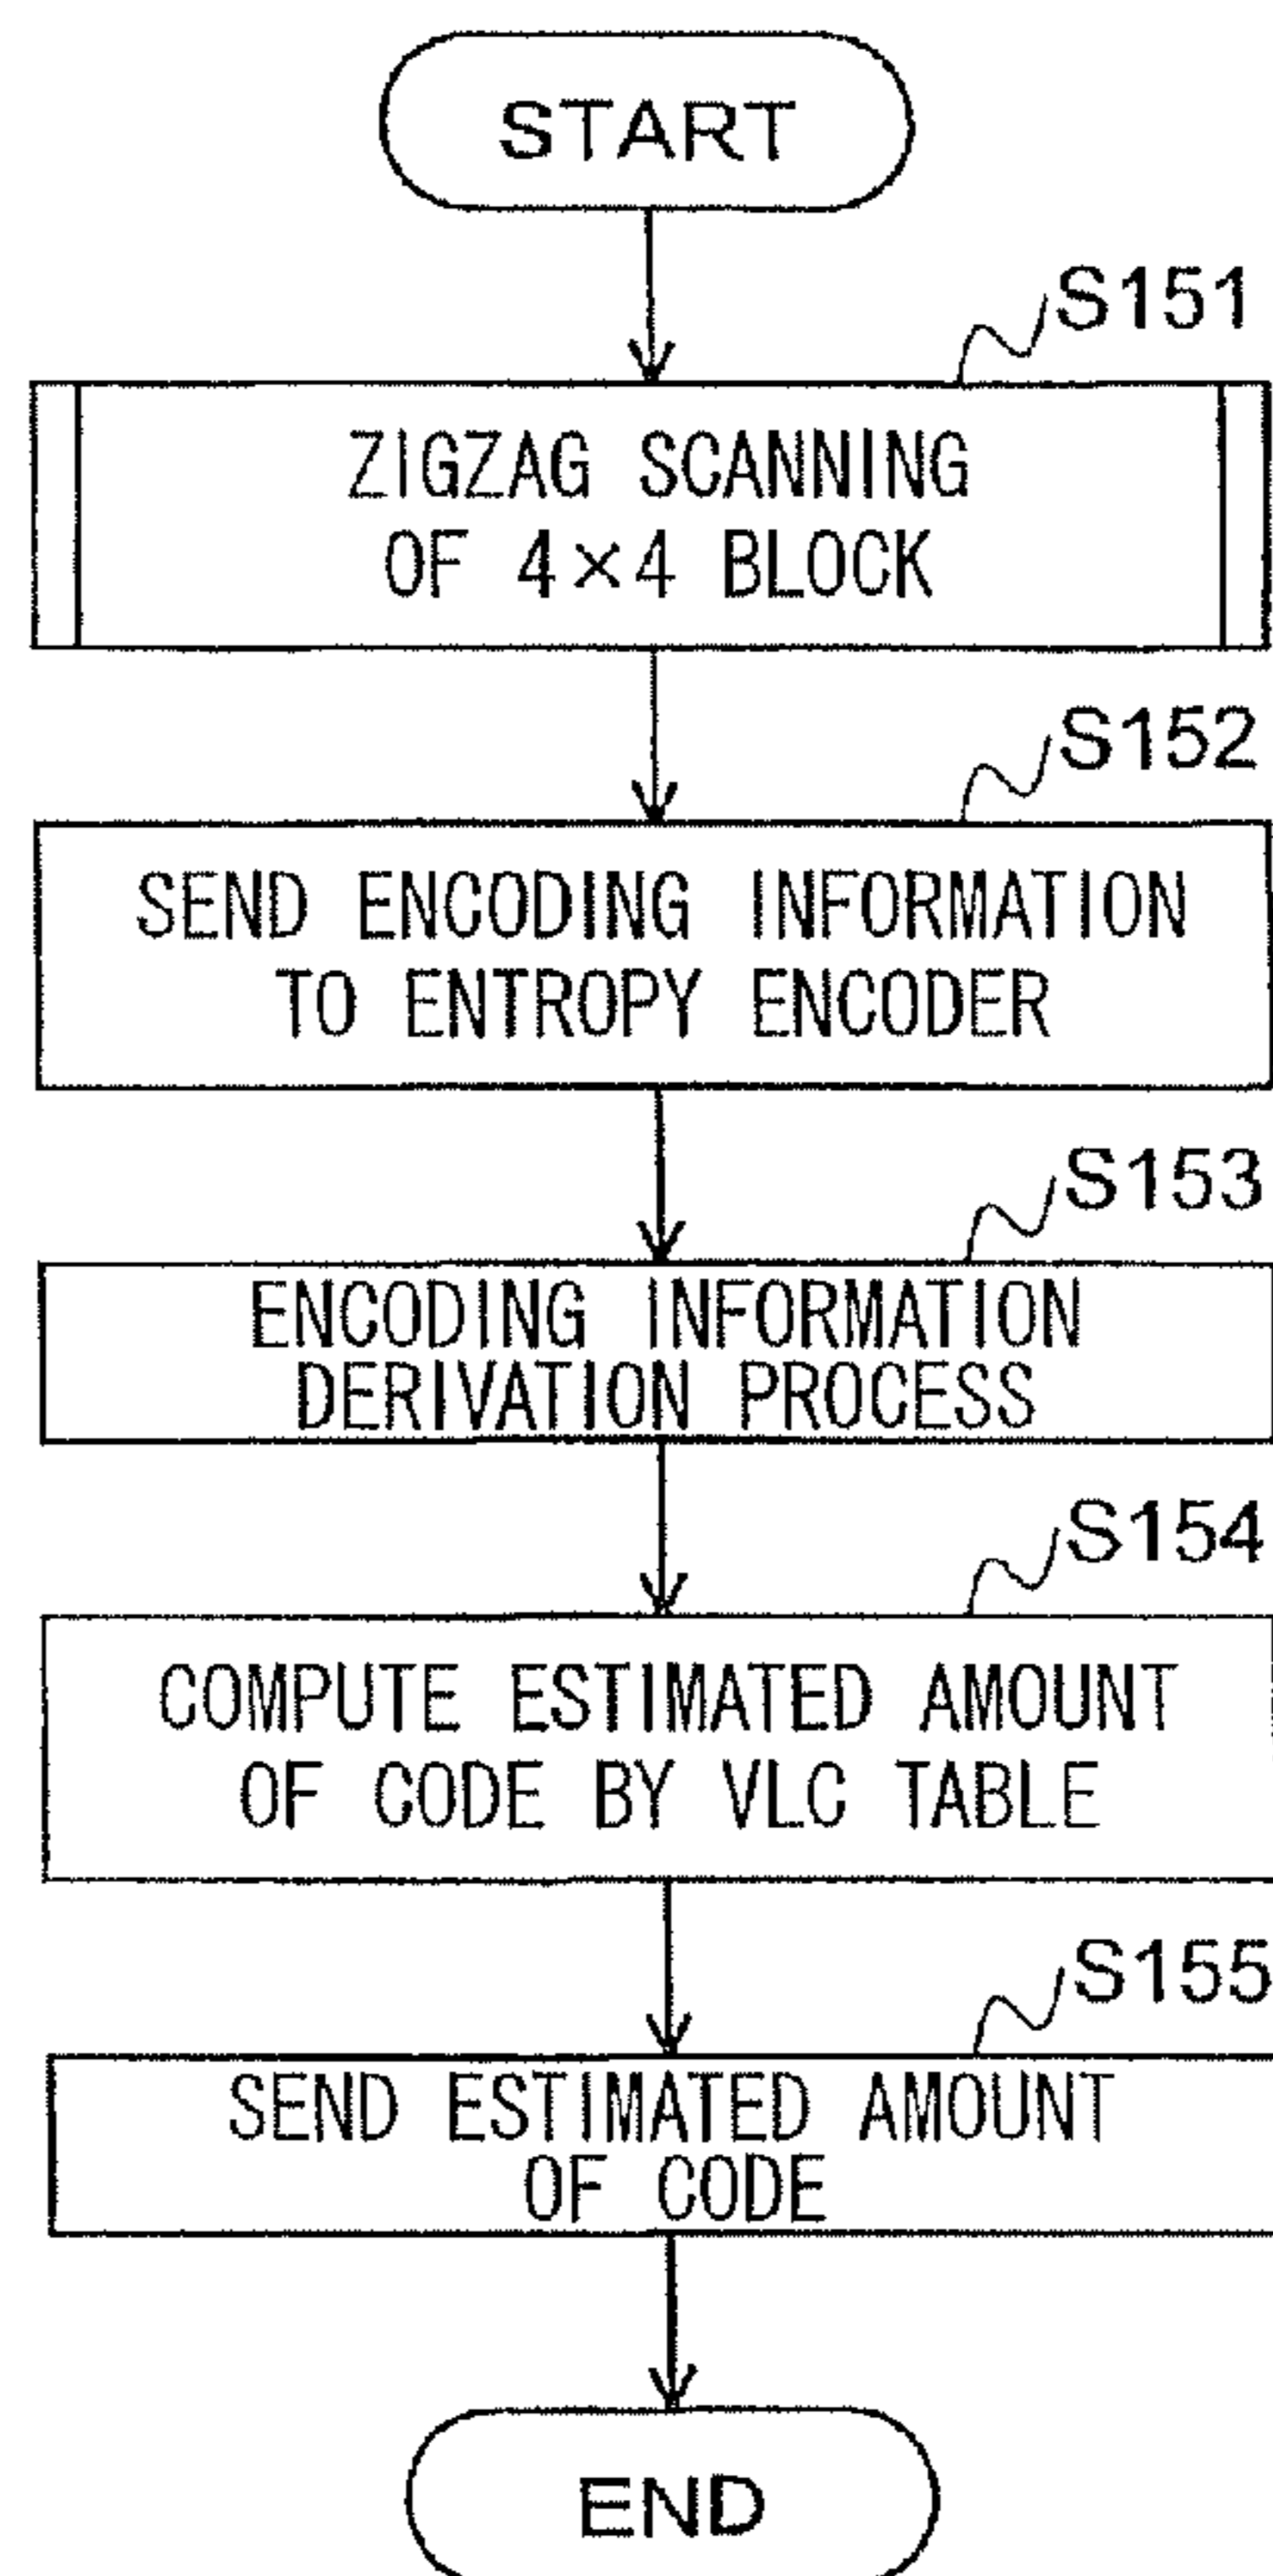 START
S151
ZIGZAG SCANNING
OF 4×4 BLOCK
S152
SEND ENCODING INFORMATION
TO ENTROPY ENCODER
S153
ENCODING INFORMATION
DERIVATION PROCESS
S154
COMPUTE ESTIMATED AMOUNT
OF CODE BY VLC TABLE
S155
SEND ESTIMATED AMOUNT
OF CODE
END